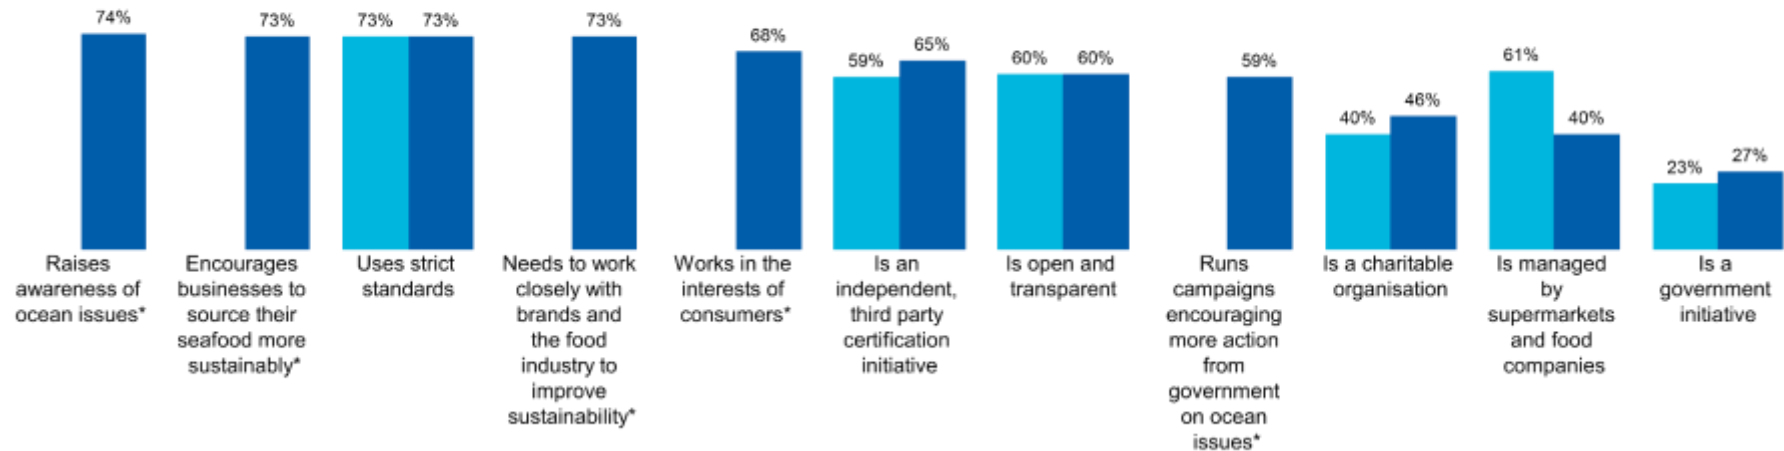 74%
73%
73% 73%
73%
68%
59% 65%
60% 60%
59%
40% 46%
61% 40%
23% 27%
Raises
awareness of
ocean issues*
Encourages
businesses to
source their
seafood more
sustainably*
Uses strict
standards
Needs to work
closely with
brands and
the food
industry to
improve
sustainability*
Works in the
interests of
consumers*
Is an
independent,
third party
certification
initiative
Is open and
transparent
Runs
campaigns
encouraging
more action
from
government
on ocean
issues*
Is a charitable
organisation
Is managed
by
supermarkets
and food
companies
Is a
government
initiative